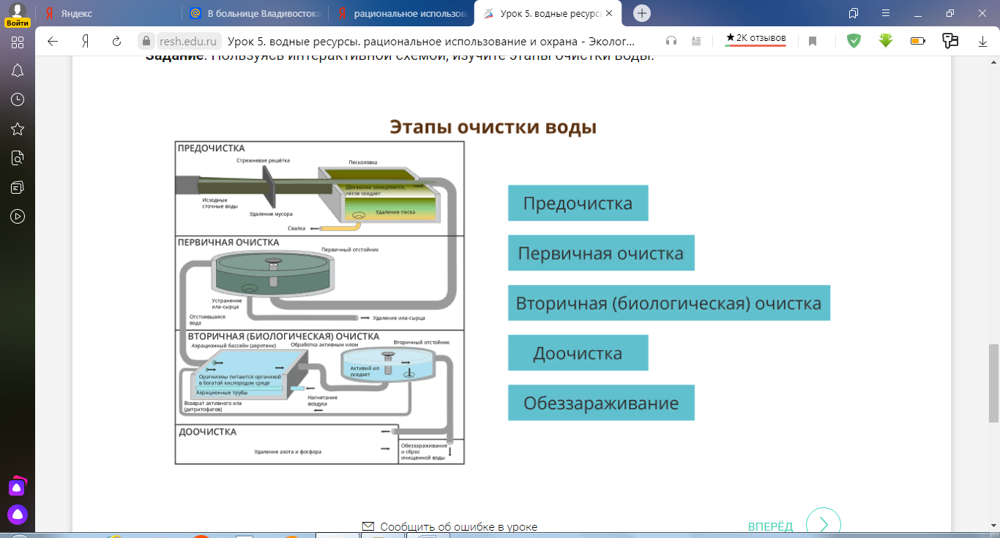 Яндекс
В больнице Владивостока
рациональное использова
Урок 5. водные ресурс
Войти
resh.edu.ru
Урок 5. водные ресурсы. рациональное использование и охрана - Эколог...
★2К отзывов
Задание. Пользуясь интерактивной схемой, изучите этапы очистки воды.
Этапы очистки воды
ПРЕДОЧИСТКА
Стрежневая решётка
Песколовка
Движение замедляется,
песок оседает
Исходные
сточные воды
Удаление мусора
Удаление песка
Свалка
ПЕРВИЧНАЯ ОЧИСТКА
Первичный отстойник
Устранение
ила-сырца
Отстоявшаяся
вода
Удаление ила-сырца
ВТОРИЧНАЯ (БИОЛОГИЧЕСКАЯ) ОЧИСТКА
Аэрационный бассейн (аэротенк)
Обработка активным илом
Вторичный отстойник
Активнй ил
оседает
Орагнизмы питаются органикой
в богатой кислородом среде
Аэрационные трубы
Возврат активного ила
(детритофагов)
Нагнетание
воздуха
ДООЧИСТКА
Удаление азота и фосфора
Обеззараживание
и сброс
очищенной воды
Предочистка
Первичная очистка
Вторичная (биологическая) очистка
Доочистка
Обеззараживание
Сообщить об ошибке в уроке
ВПЕРЁД